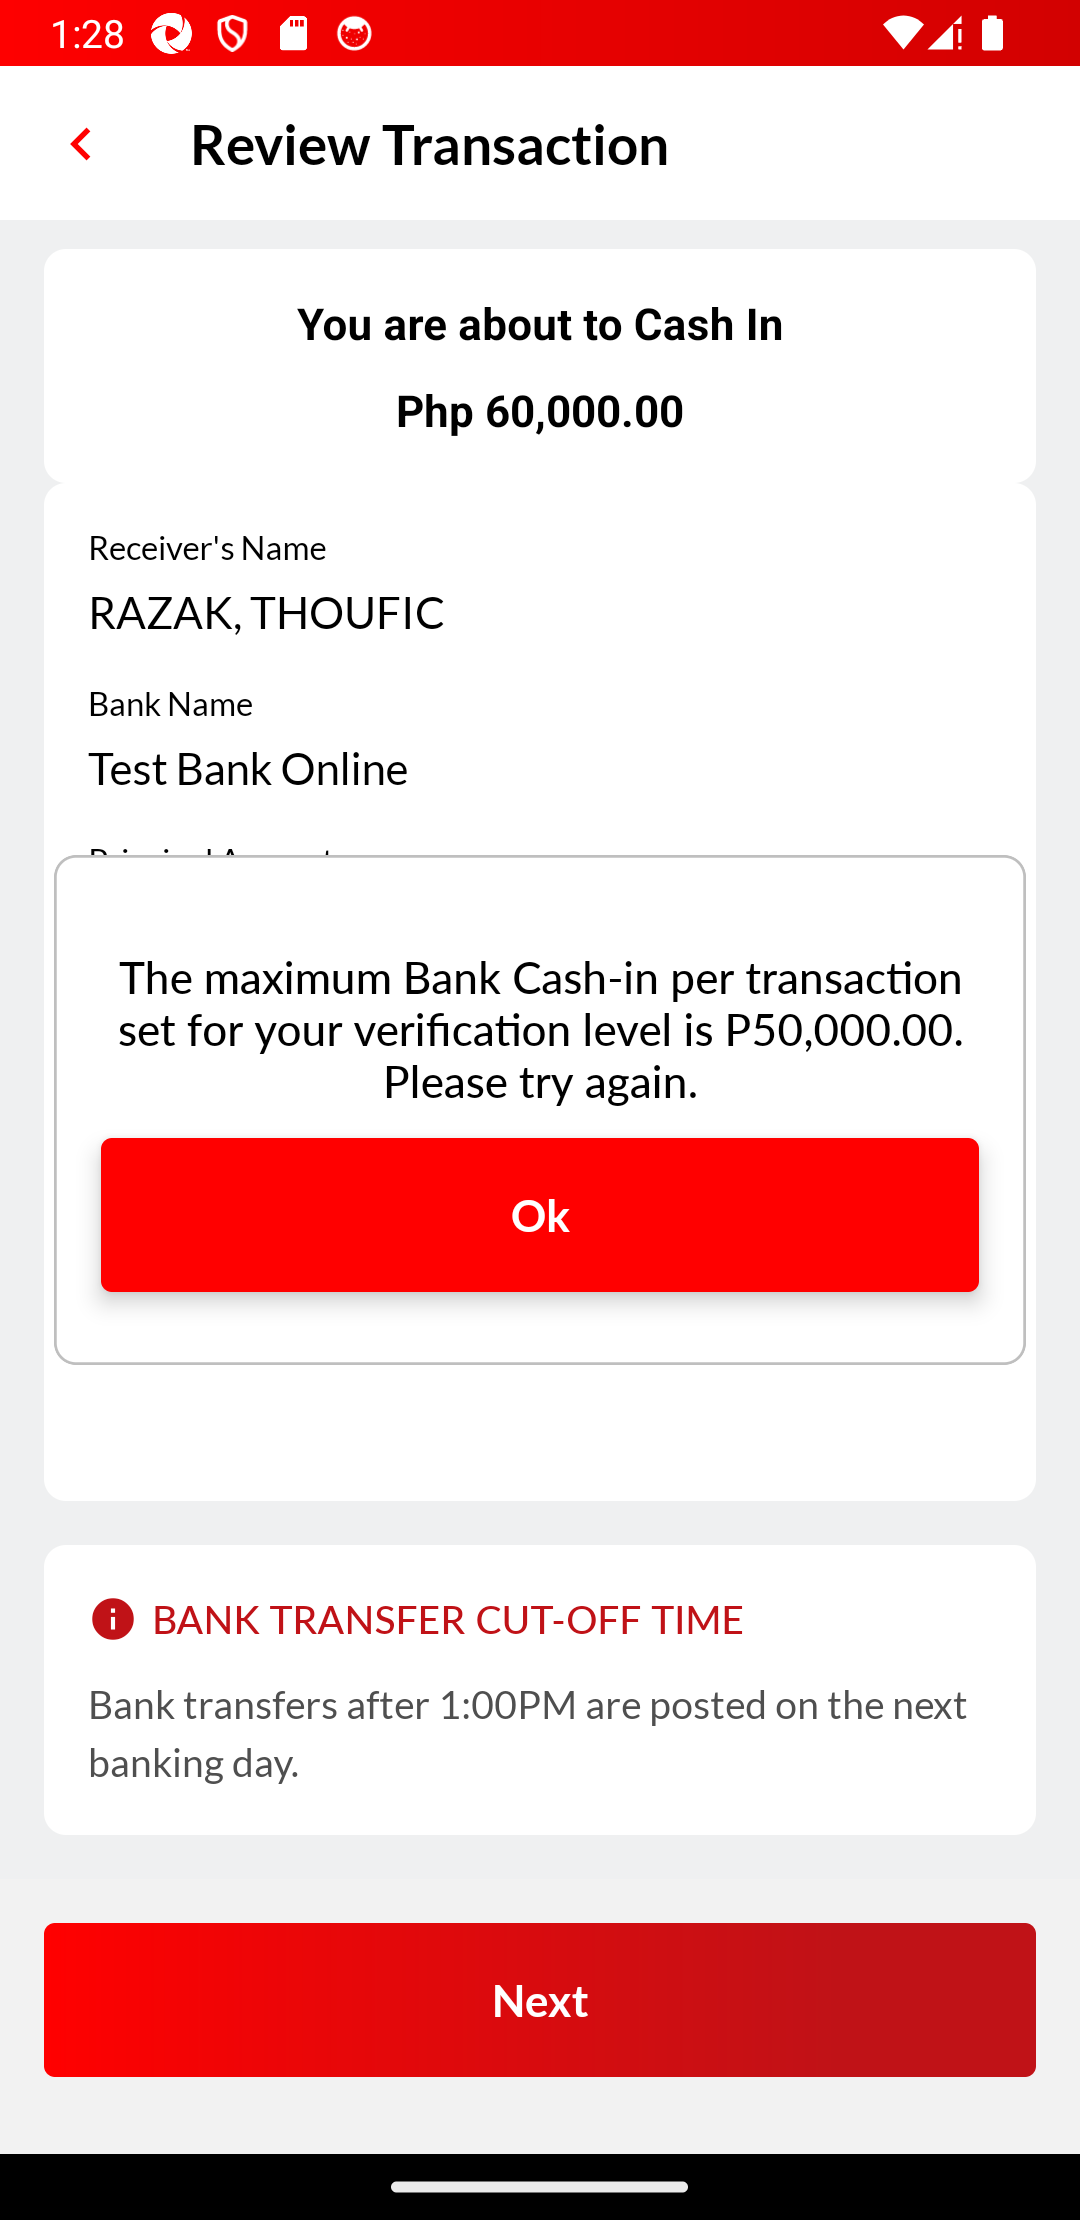 1:28
Review Transaction
You are about to Cash In
Php 60,000.00
Receiver's Name
RAZAK, THOUFIC
Bank Name
Test Bank Online
The maximum Bank Cash-in per transaction
set for your verification level is P50,000.00.
Please try again.
Ok
BANK TRANSFER CUT-OFF TIME
Bank transfers after 1:00PM are posted on the next
banking day.
Next